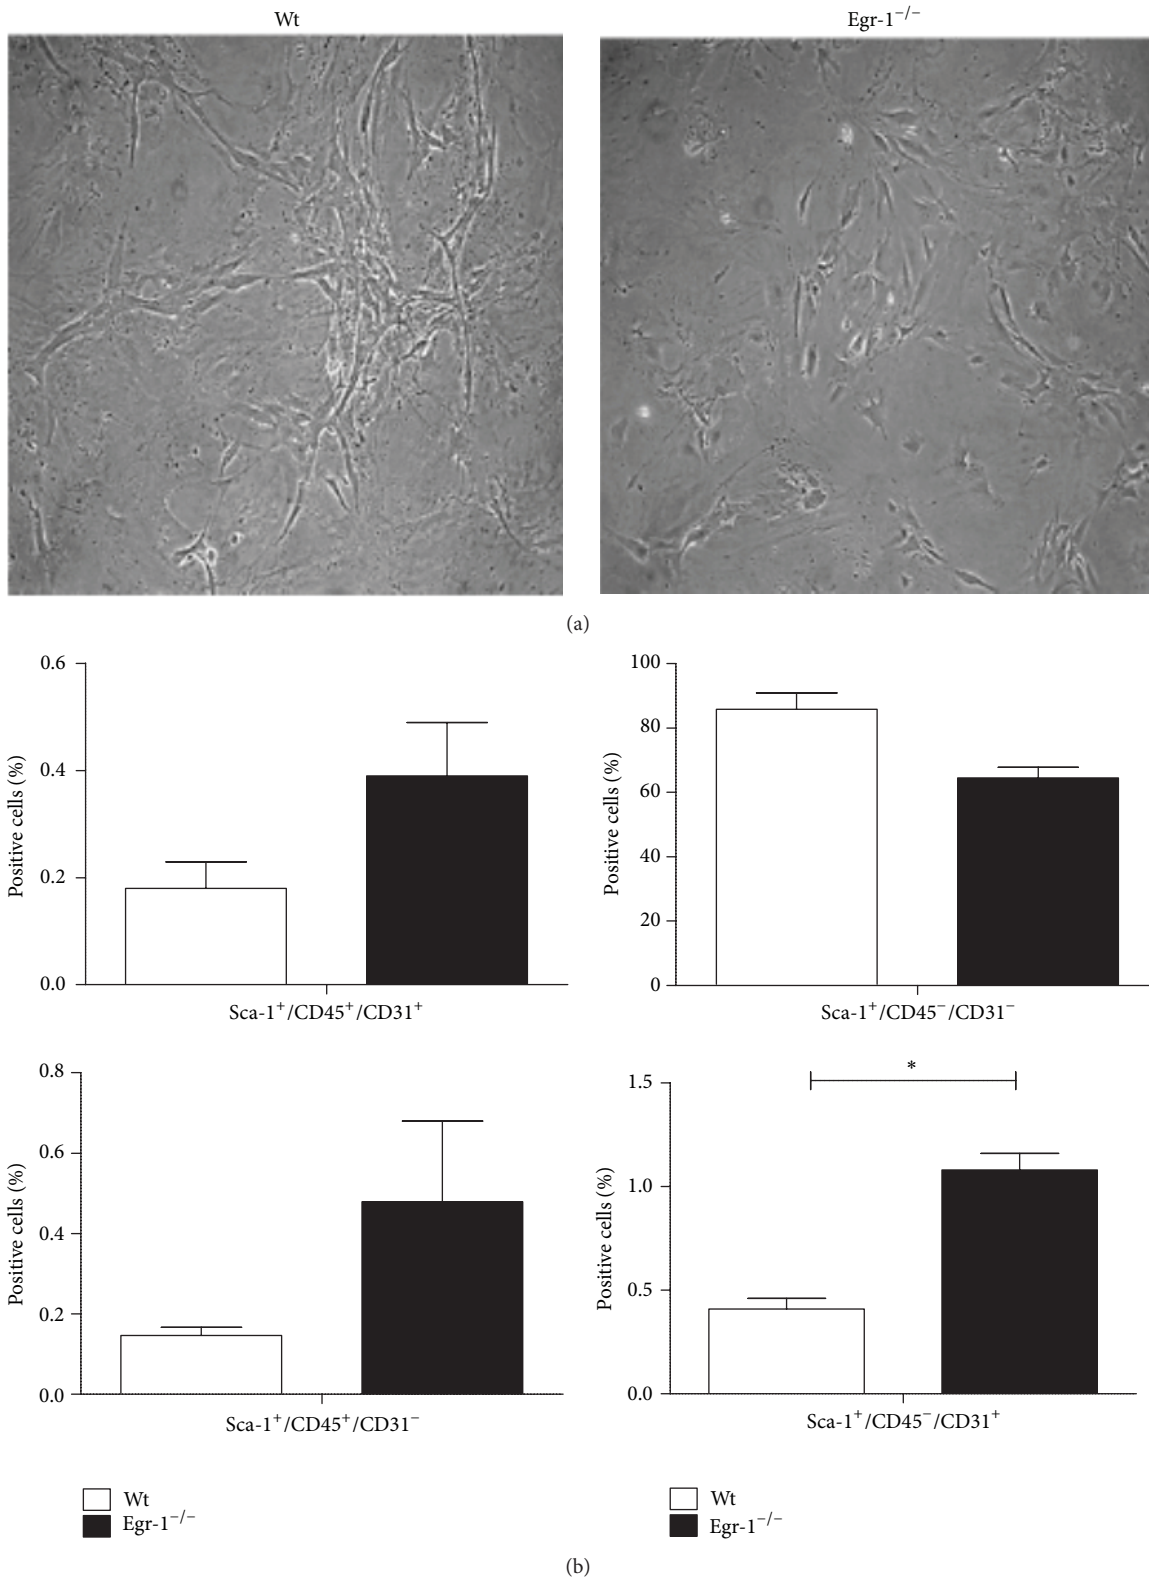 Wt
Egr-1⁻/⁻
(a)
0.6
0.4
0.2
0.0
Positive cells (%)
Sca-1⁺/CD45⁺/CD31⁺
100
80
60
40
20
0
Positive cells (%)
Sca-1⁺/CD45⁻/CD31⁻
0.8
0.6
0.4
0.2
0.0
Positive cells (%)
Sca-1⁺/CD45⁺/CD31⁻
*
1.5
1.0
0.5
0.0
Positive cells (%)
Sca-1⁺/CD45⁻/CD31⁺
Wt
Egr-1⁻/⁻
Wt
Egr-1⁻/⁻
(b)